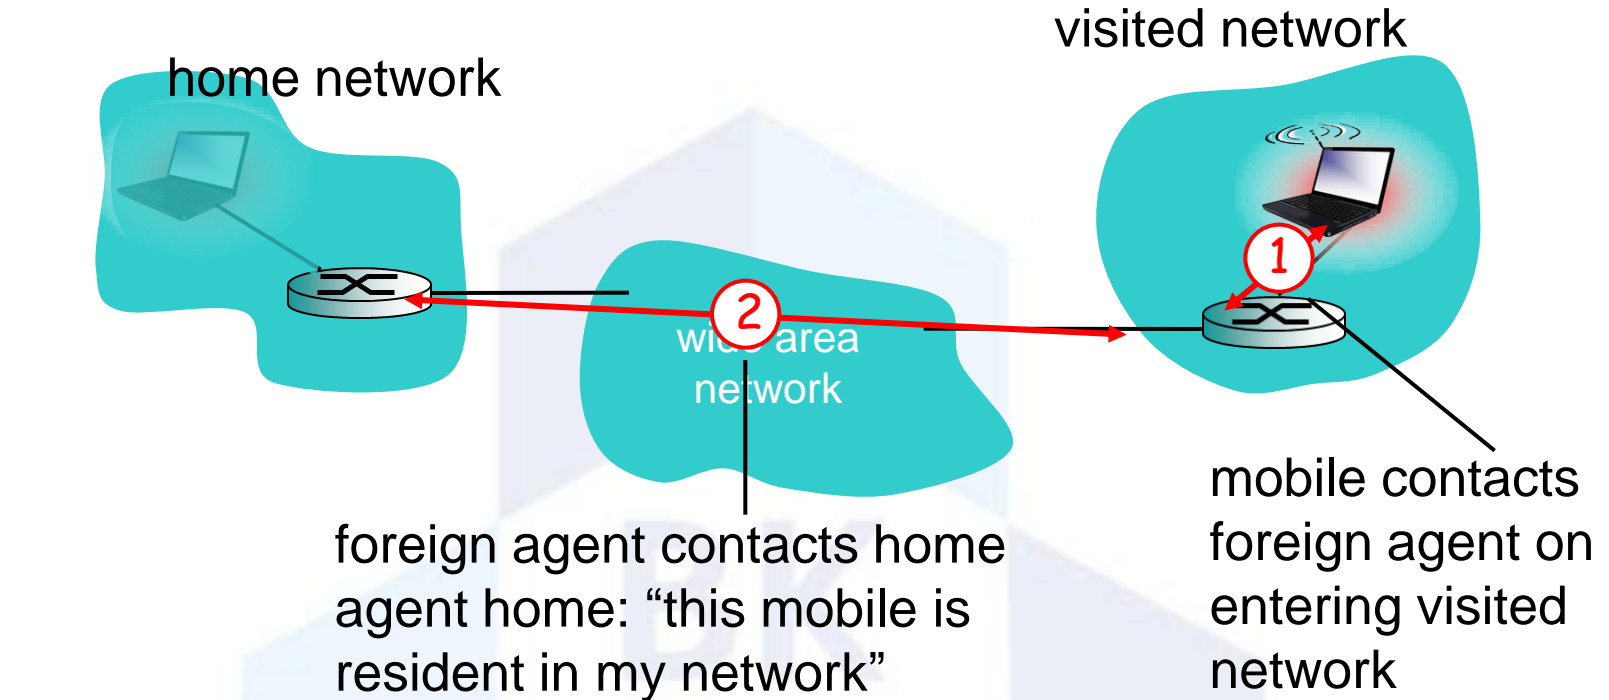 visited network
home network
1
2
wide area
network
mobile contacts
foreign agent on
entering visited
network
foreign agent contacts home
agent home: “this mobile is
resident in my network”
BK